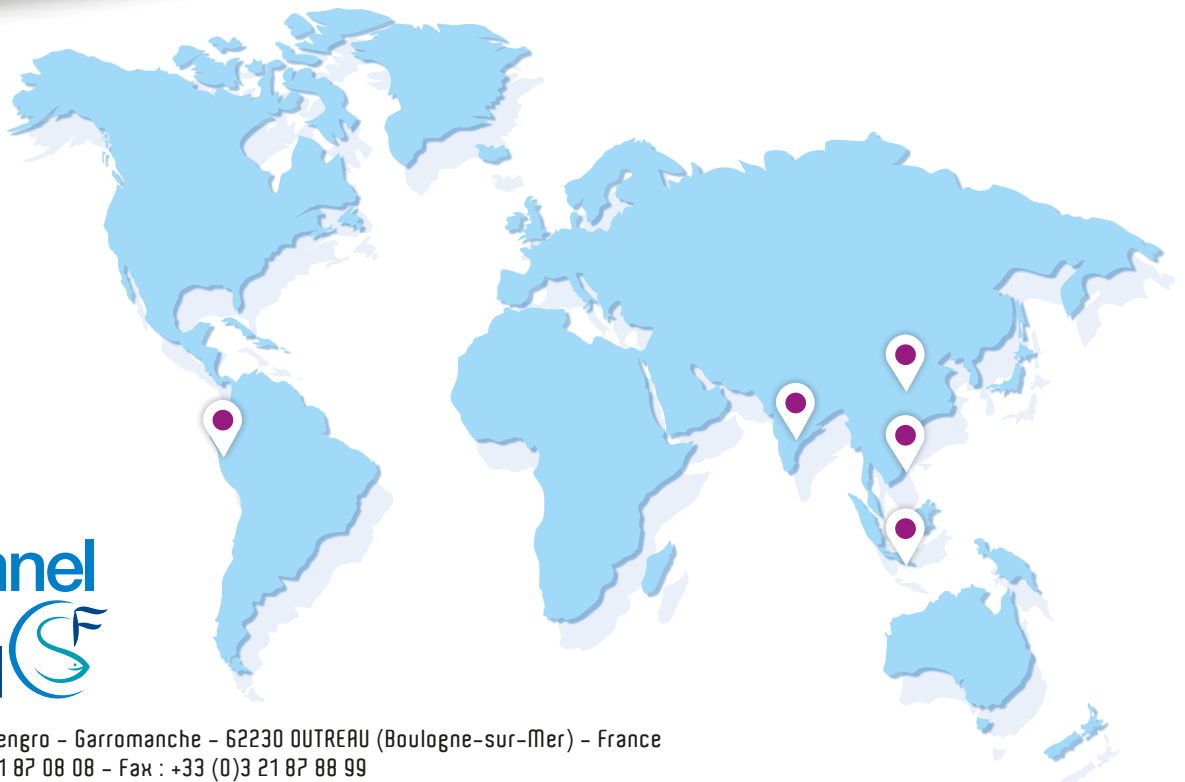 nnel
CSF
engro - Garromanche - 62230 OUTREAU (Boulogne-sur-Mer) - France
1 87 08 08 - Fax : +33 (0)3 21 87 88 99